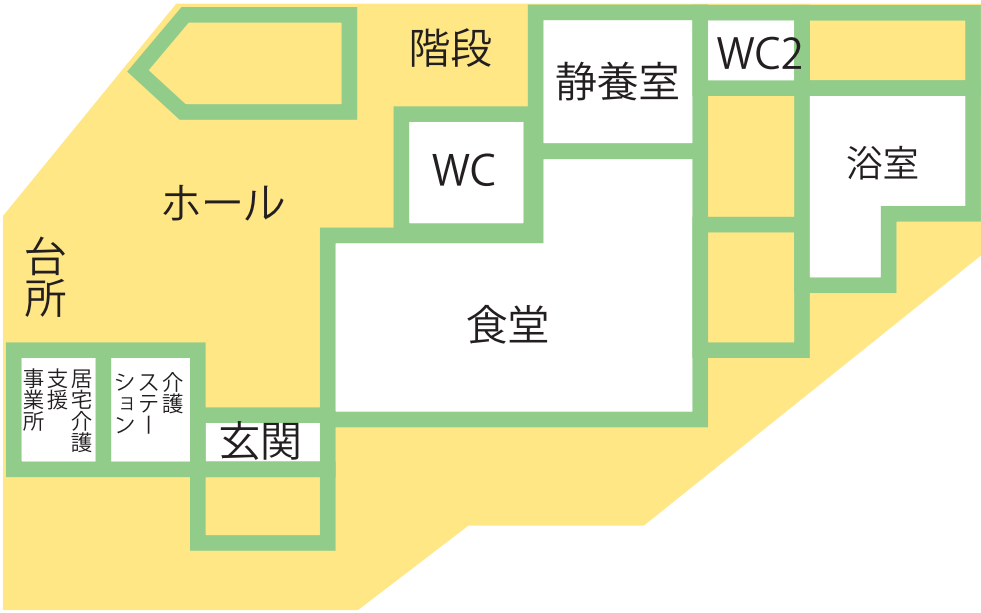 階段
静養室
WC2
WC
浴室
ホール
台所
食堂
居宅介護
支援
事業所
介護
ステー
ション
玄関